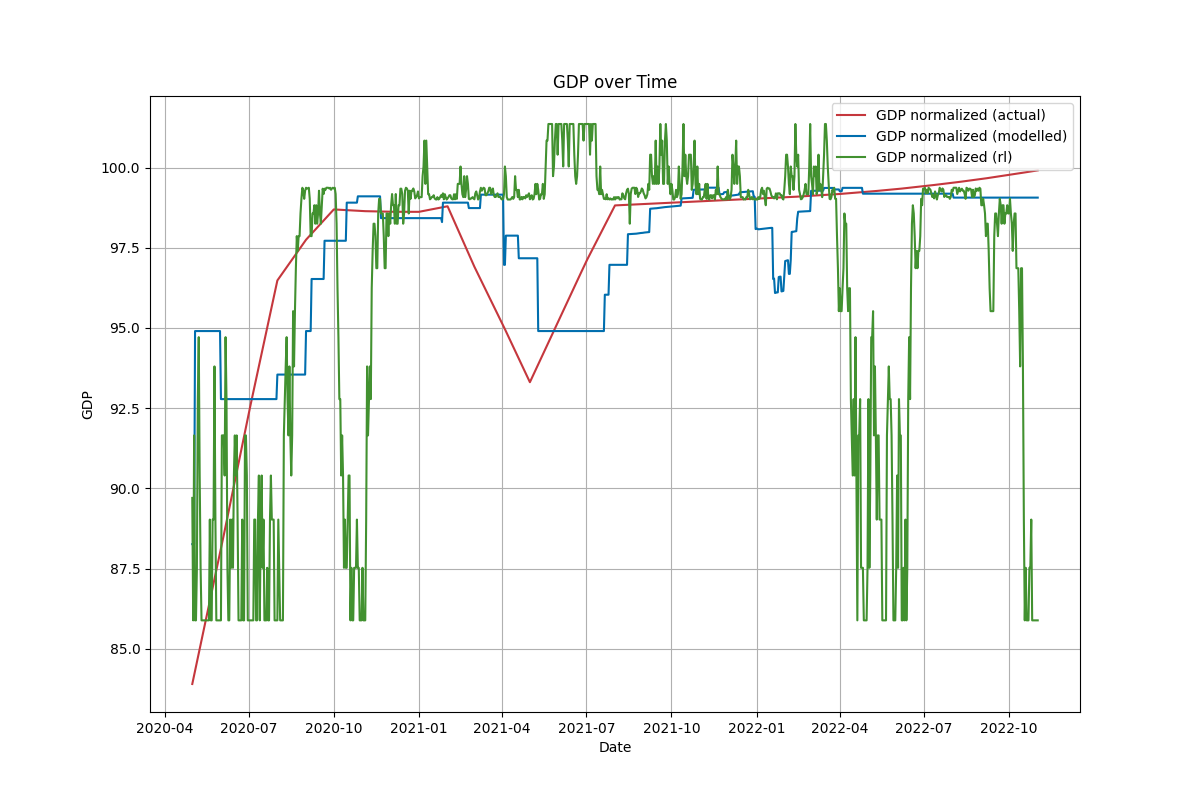 GDP over Time
GDP normalized (actual)
GDP normalized (modelled)
GDP normalized (rl)
100.0
97.5
95.0
92.5
90.0
87.5
85.0
GDP
2020-04 2020-07 2020-10 2021-01 2021-04 2021-07 2021-10 2022-01 2022-04 2022-07 2022-10
Date